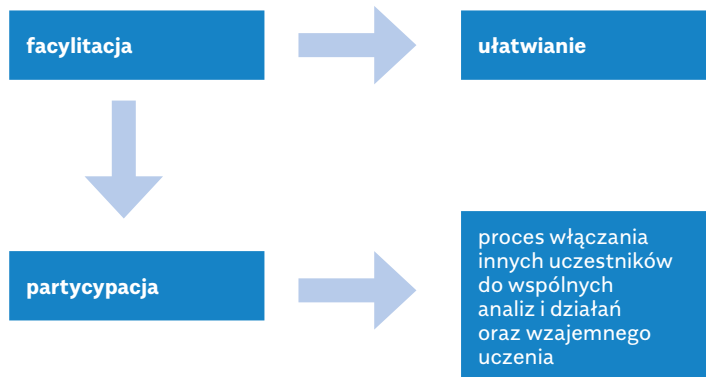 facylitacja
ułatwianie
partycypacja
proces włączania
innych uczestników
do wspólnych
analiz i działań
oraz wzajemnego
uczenia